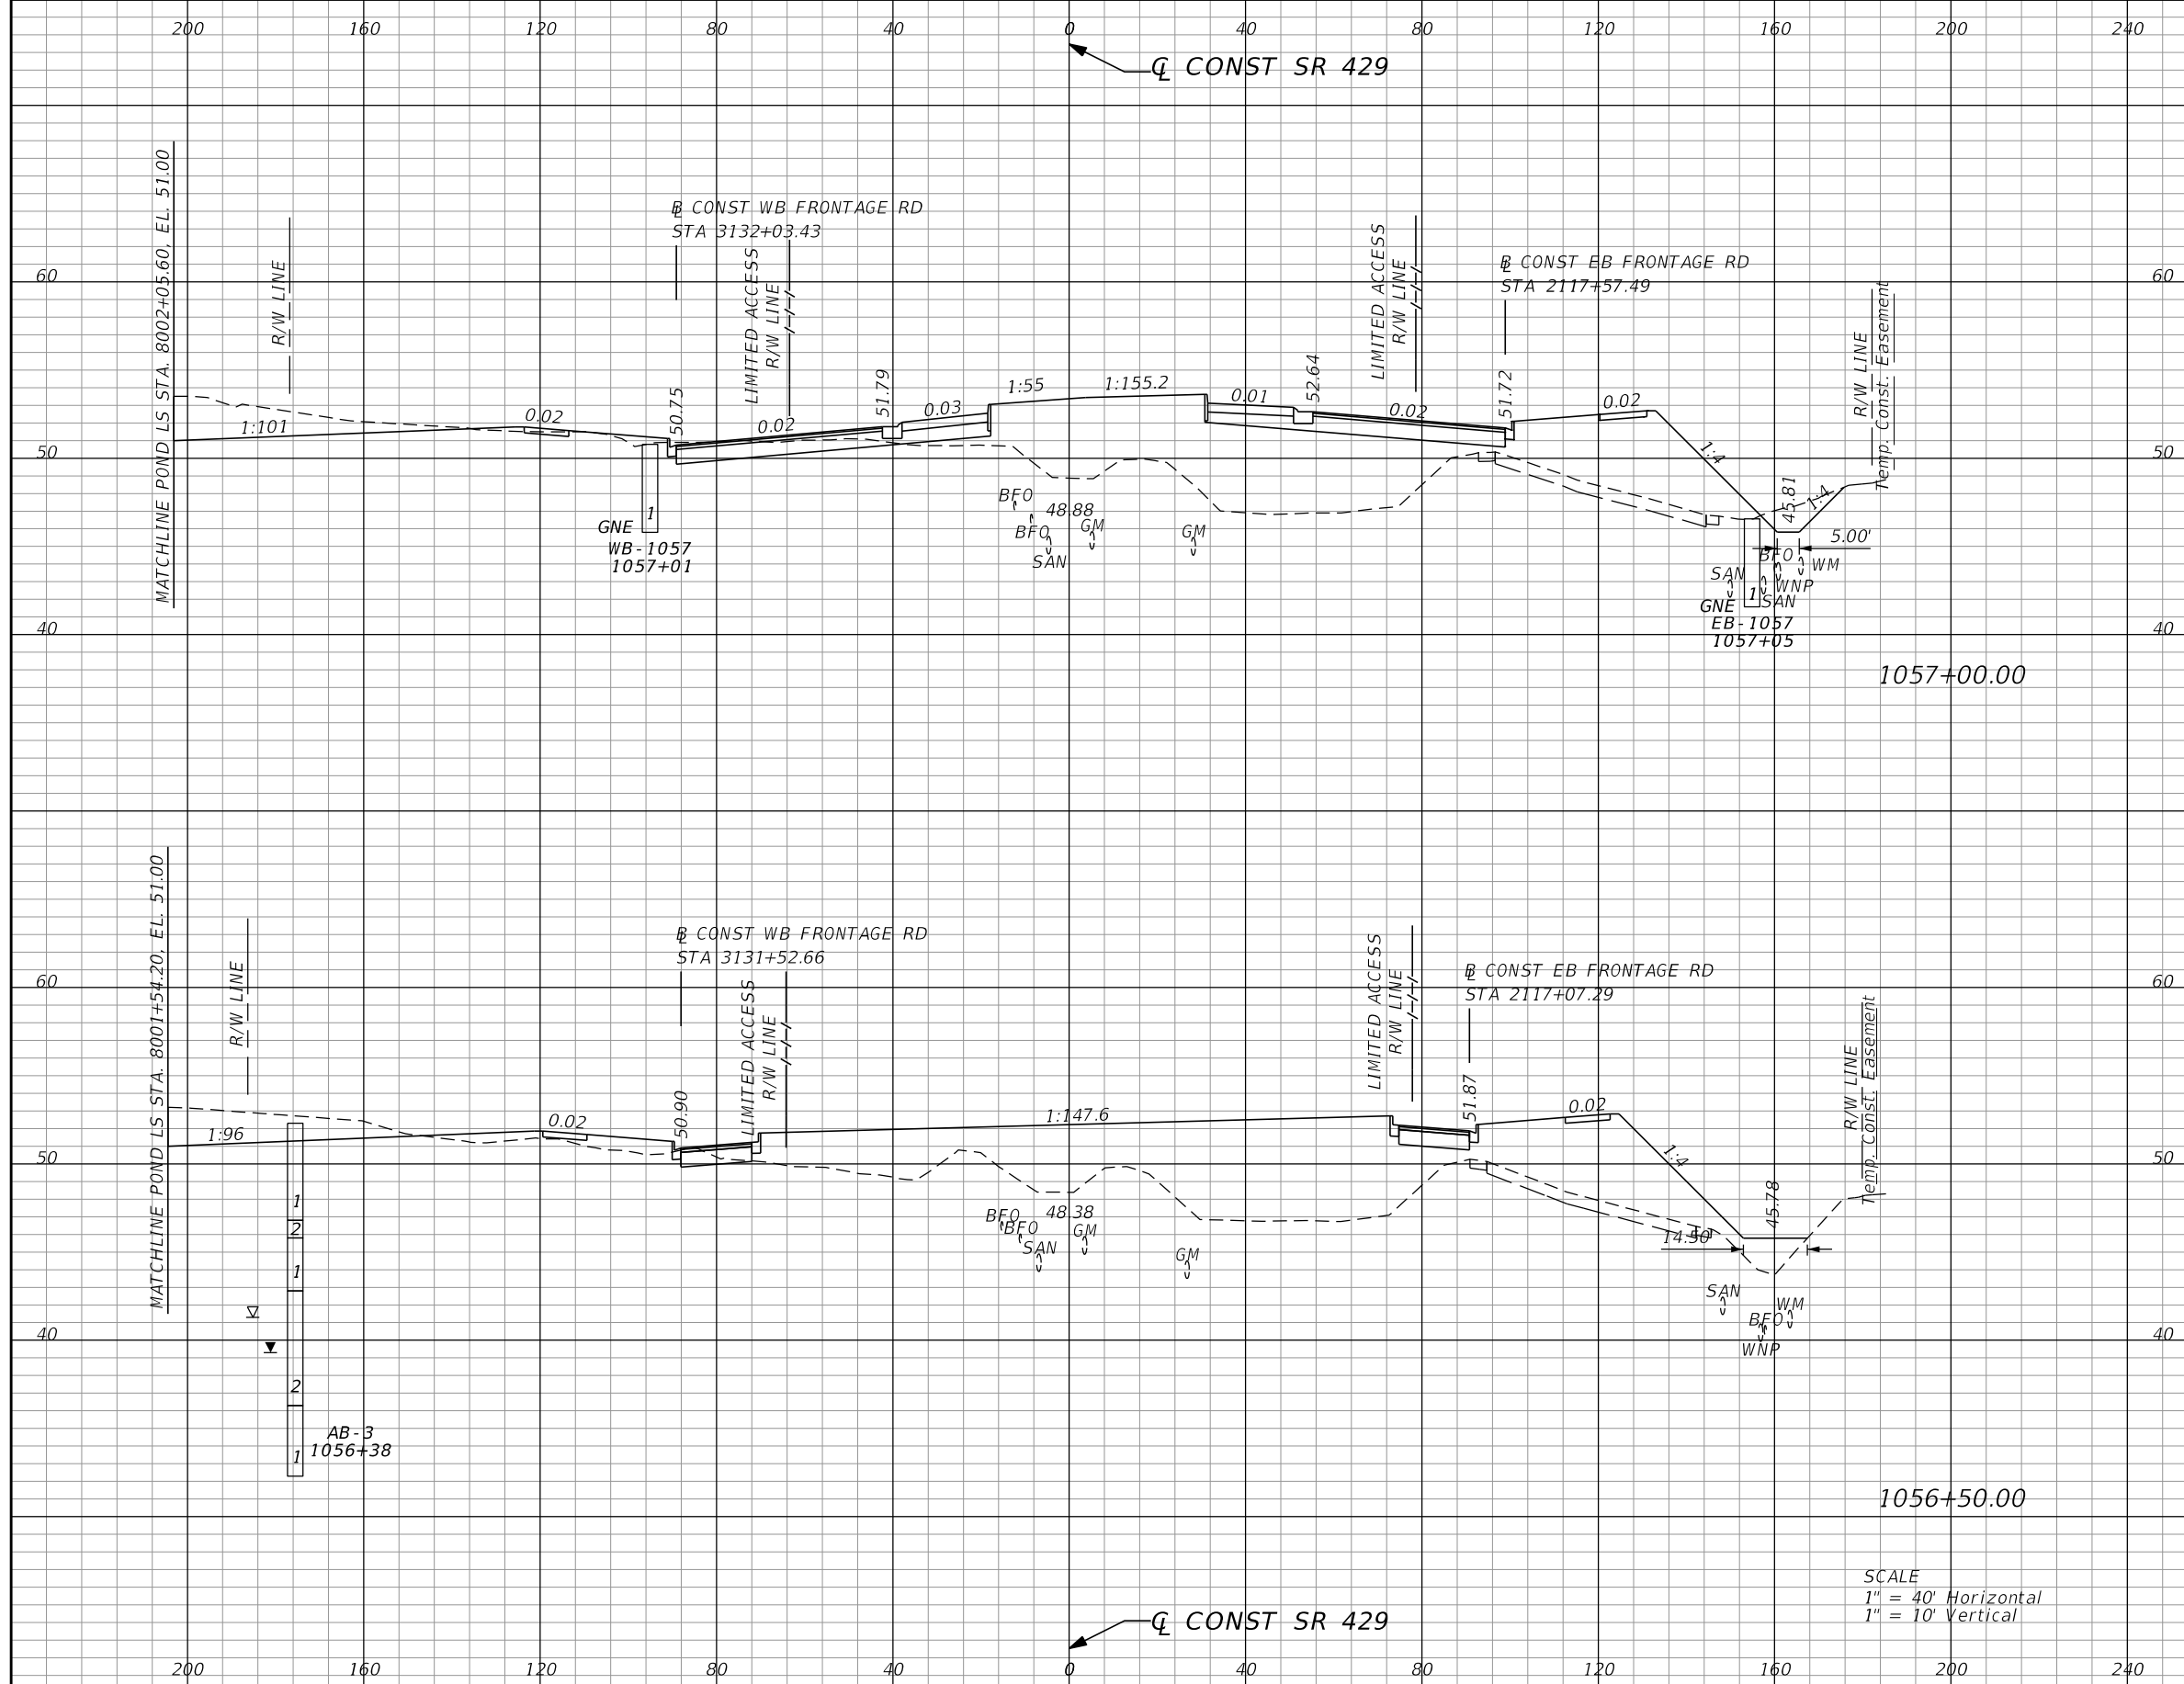 200 160 120 80 40 0 40 80 120 160 200 240
℄ CONST SR 429
MATCHLINE POND LS STA. 8002+05.60, EL. 51.00
R/W LINE
B CONST WB FRONTAGE RD
STA 3132+03.43
LIMITED ACCESS
R/W LINE
LIMITED ACCESS
R/W LINE
B CONST EB FRONTAGE RD
STA 2117+57.49
R/W LINE
Temp. Const. Easement
60 60
1:101
0.02
50.75
0.02
51.79
0.03
1:55
1:155.2
0.01
52.64
0.02
51.72
0.02
1:4
45.81
1:4
50 50
BFO
48.88
BFO
GM
SAN
GM
5.00'
BFO
WM
SAN
WNP
SAN
1
GNE
WB-1057
1057+01
1
GNE
EB-1057
1057+05
40 40
1057+00.00
MATCHLINE POND LS STA. 8001+54.20, EL. 51.00
R/W LINE
B CONST WB FRONTAGE RD
STA 3131+52.66
LIMITED ACCESS
R/W LINE
LIMITED ACCESS
R/W LINE
B CONST EB FRONTAGE RD
STA 2117+07.29
R/W LINE
Temp. Const. Easement
60 60
1:96
0.02
50.90
1:147.6
51.87
0.02
1:4
45.78
50 50
BFO
48.38
BFO
GM
SAN
GM
14.50'
SAN
WM
BFO
WNP
1
2
1
2
1
40 40
AB-3
1056+38
1056+50.00
SCALE
1" = 40' Horizontal
1" = 10' Vertical
℄ CONST SR 429
200 160 120 80 40 0 40 80 120 160 200 240